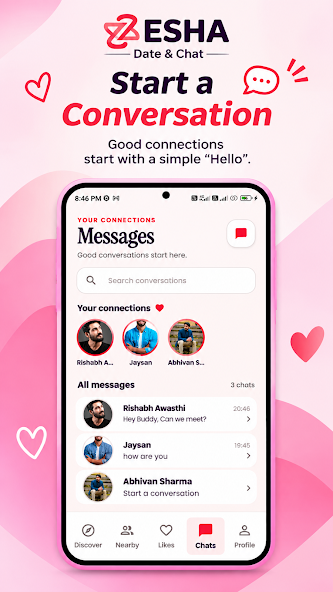 ESHA
Date & Chat
Start a
Conversation
Good connections
start with a simple “Hello”.
8:46 PM
YOUR CONNECTIONS
Messages
Good conversations start here.
Search conversations
Your connections
Rishabh A... Jaysan Abhivan S...
All messages 3 chats
Rishabh Awasthi 20:46
Hey Buddy, Can we meet?
Jaysan 19:45
how are you
Abhivan Sharma
Start a conversation
Discover Nearby Likes Chats Profile